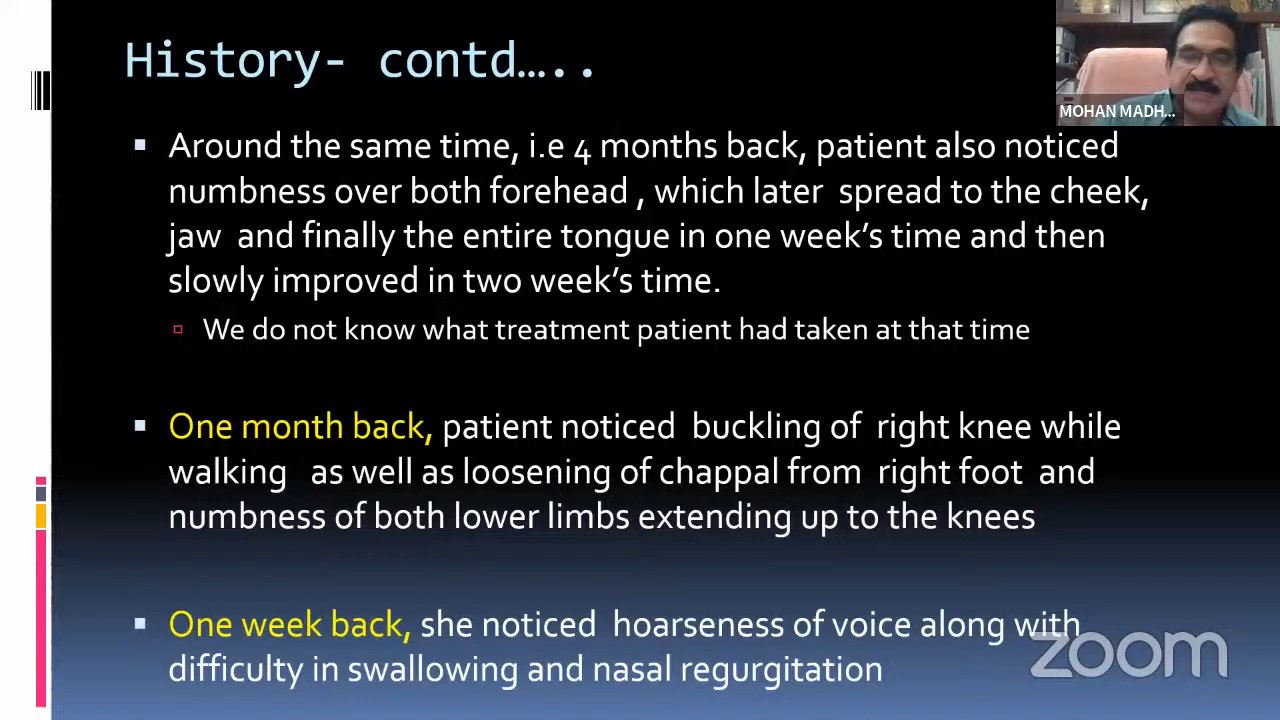 History- contd…..
MOHAN MADH...
Around the same time, i.e 4 months back, patient also noticed
numbness over both forehead , which later spread to the cheek,
jaw and finally the entire tongue in one week’s time and then
slowly improved in two week’s time.
We do not know what treatment patient had taken at that time
One month back, patient noticed buckling of right knee while
walking as well as loosening of chappal from right foot and
numbness of both lower limbs extending up to the knees
One week back, she noticed hoarseness of voice along with
difficulty in swallowing and nasal regurgitation
zoom